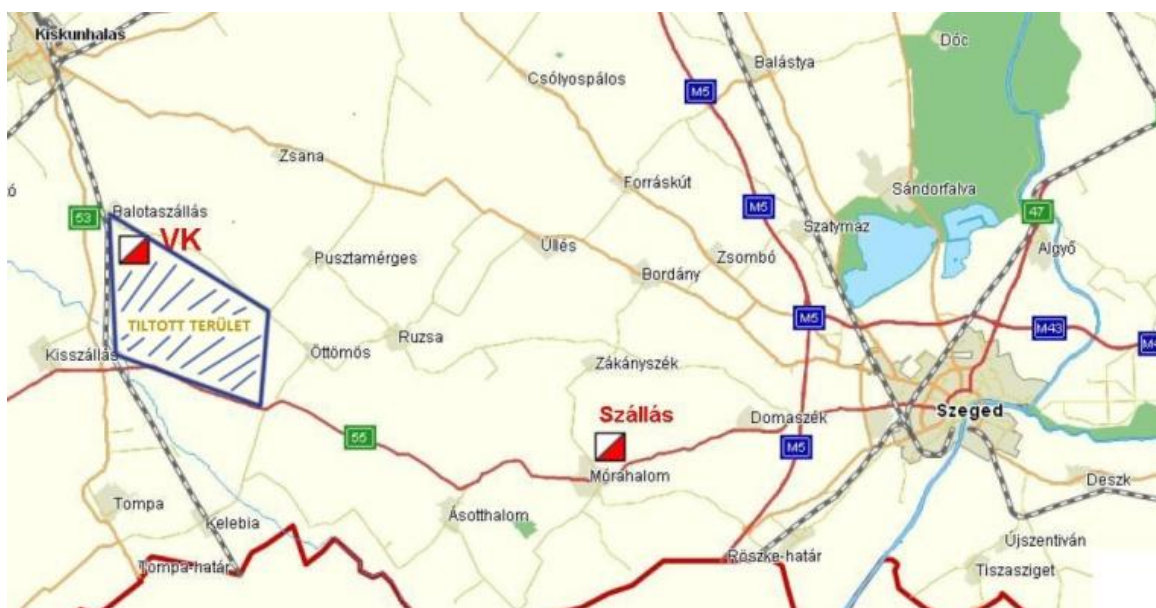 Kiskunhalas
Dóc
Balástya
Csólyospálos
M5
Zsana
Forráskút
Sándorfalva
53
Balotaszállás
M5
47
VK
Üllés
Szatymaz
Algyő
Pusztamérges
Zsombó
Bordány
TILTOTT TERÜLET
M5
M43
Ruzsa
Kisszállás
Öttömös
Zákányszék
Szállás
Domaszék
Szeged
55
M5
Mórahalom
Deszk
Tompa
Ásotthalom
Kelebia
Újszentiván
Röszke-határ
Tompa-határ
Tiszasziget